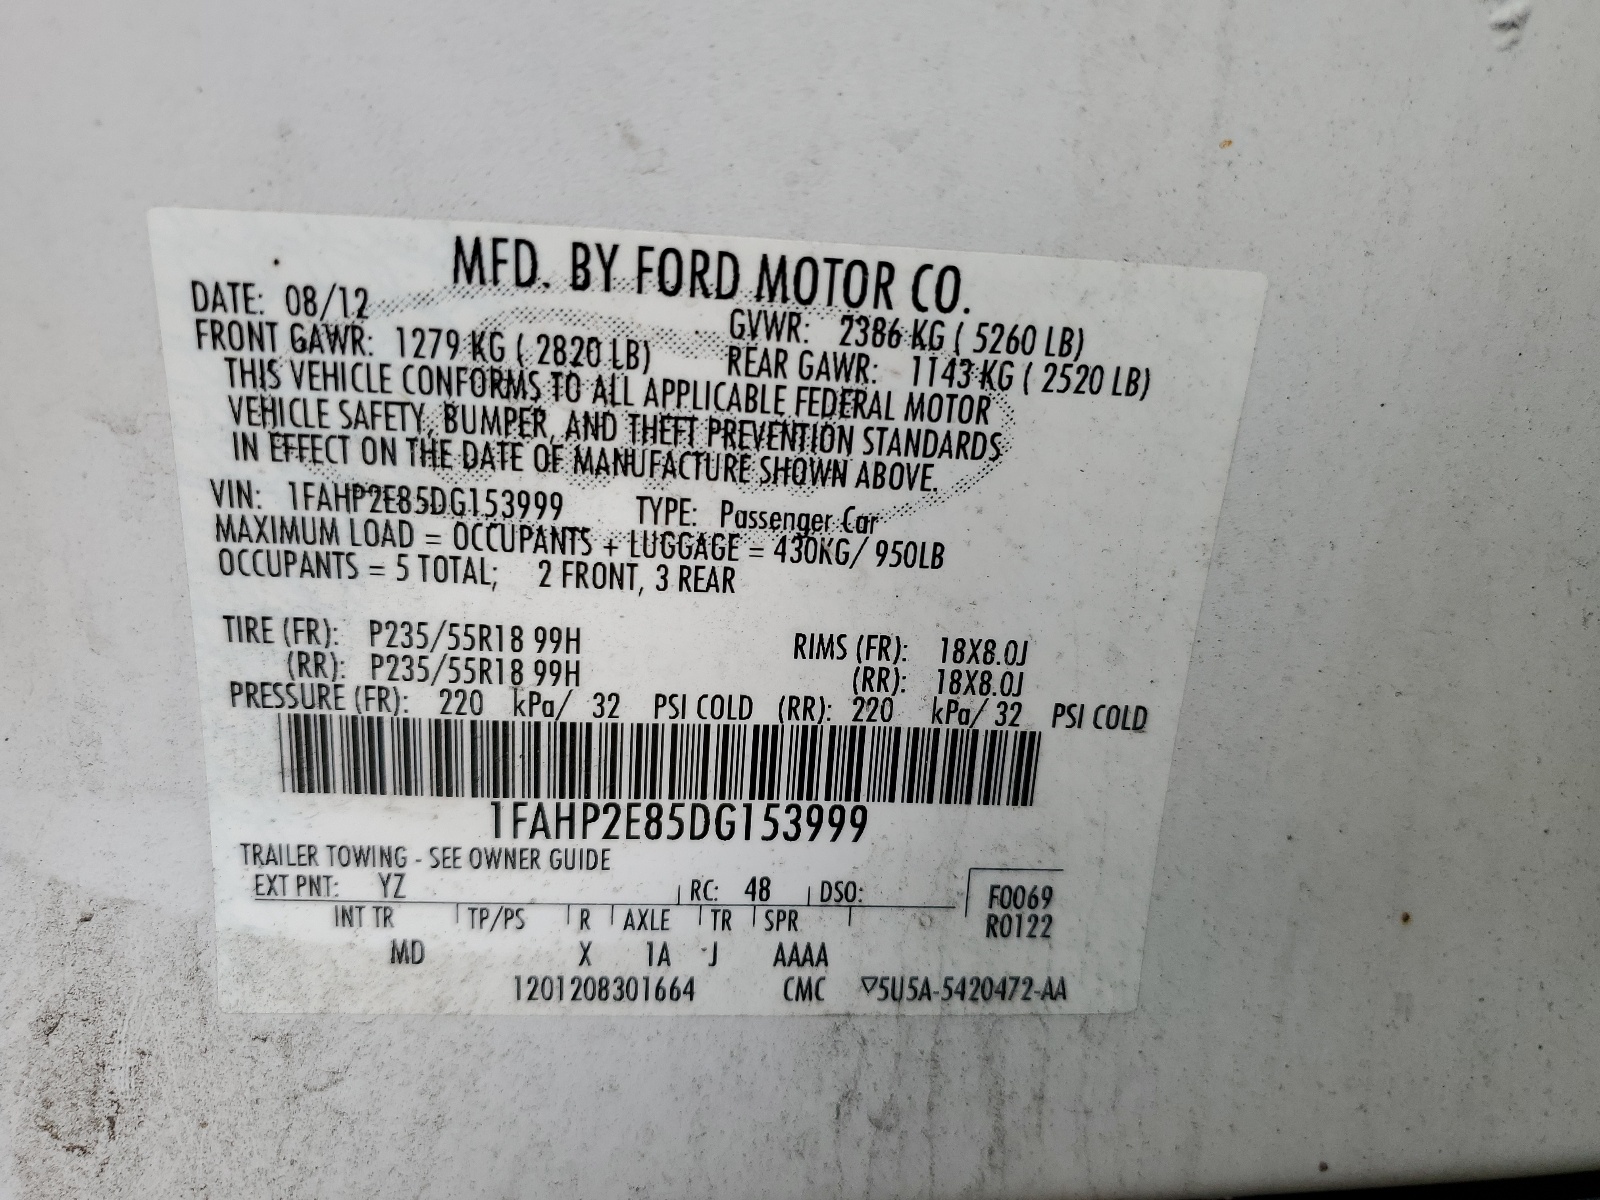 MFD. BY FORD MOTOR CO.
DATE: 08/12 GVWR: 2386 KG ( 5260 LB)
FRONT GAWR: 1279 KG ( 2820 LB) REAR GAWR: 1143 KG ( 2520 LB)
THIS VEHICLE CONFORMS TO ALL APPLICABLE FEDERAL MOTOR
VEHICLE SAFETY, BUMPER, AND THEFT PREVENTION STANDARDS
IN EFFECT ON THE DATE OF MANUFACTURE SHOWN ABOVE.
VIN: 1FAHP2E85DG153999 TYPE: Passenger Car
MAXIMUM LOAD = OCCUPANTS + LUGGAGE = 430KG/ 950LB
OCCUPANTS = 5 TOTAL; 2 FRONT, 3 REAR
TIRE (FR): P235/55R18 99H RIMS (FR): 18X8.0J
(RR): P235/55R18 99H (RR): 18X8.0J
PRESSURE (FR): 220 kPa/ 32 PSI COLD (RR): 220 kPa/ 32 PSI COLD
1FAHP2E85DG153999
TRAILER TOWING - SEE OWNER GUIDE
EXT PNT: YZ RC: 48 DSO: F0069
INT TR TP/PS R AXLE TR SPR R0122
MD X 1A J AAAA
1201208301664 CMC ▽5U5A-5420472-AA